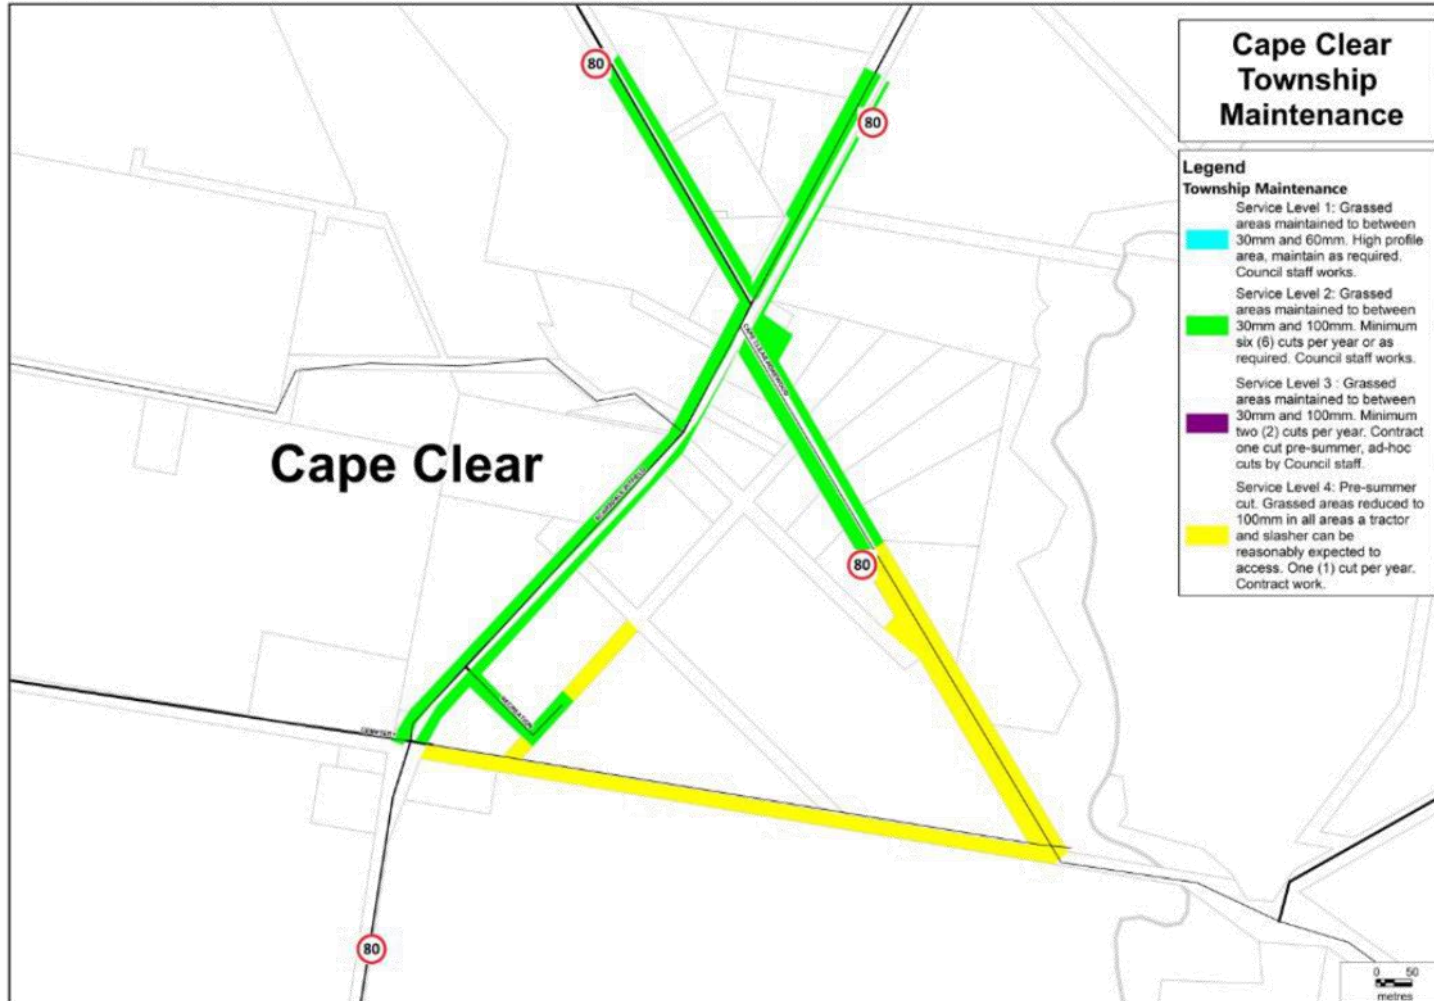 Cape Clear
Township
Maintenance
Legend
Township Maintenance
Service Level 1: Grassed
areas maintained to between
30mm and 60mm. High profile
area, maintain as required.
Council staff works.
Service Level 2: Grassed
areas maintained to between
30mm and 100mm. Minimum
six (6) cuts per year or as
required. Council staff works.
Service Level 3 : Grassed
areas maintained to between
30mm and 100mm. Minimum
two (2) cuts per year. Contract
one cut pre-summer, ad-hoc
cuts by Council staff.
Service Level 4: Pre-summer
cut. Grassed areas reduced to
100mm in all areas a tractor
and slasher can be
reasonably expected to
access. One (1) cut per year.
Contract work.
80
80
Cape Clear
80
RECREATION
80
0 50
metres